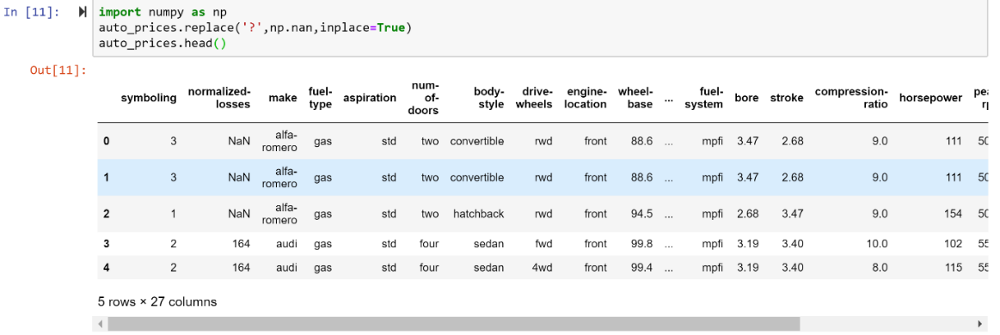 In [11]: import numpy as np
auto_prices.replace('?',np.nan,inplace=True)
auto_prices.head()
Out[11]:
symboling normalized-losses make fuel-type aspiration num-of-doors body-style drive-wheels engine-location wheel-base ... fuel-system bore stroke compression-ratio horsepower
0 3 NaN alfa-romero gas std two convertible rwd front 88.6 ... mpfi 3.47 2.68 9.0 111
1 3 NaN alfa-romero gas std two convertible rwd front 88.6 ... mpfi 3.47 2.68 9.0 111
2 1 NaN alfa-romero gas std two hatchback rwd front 94.5 ... mpfi 2.68 3.47 9.0 154
3 2 164 audi gas std four sedan fwd front 99.8 ... mpfi 3.19 3.40 10.0 102
4 2 164 audi gas std four sedan 4wd front 99.4 ... mpfi 3.19 3.40 8.0 115
5 rows × 27 columns